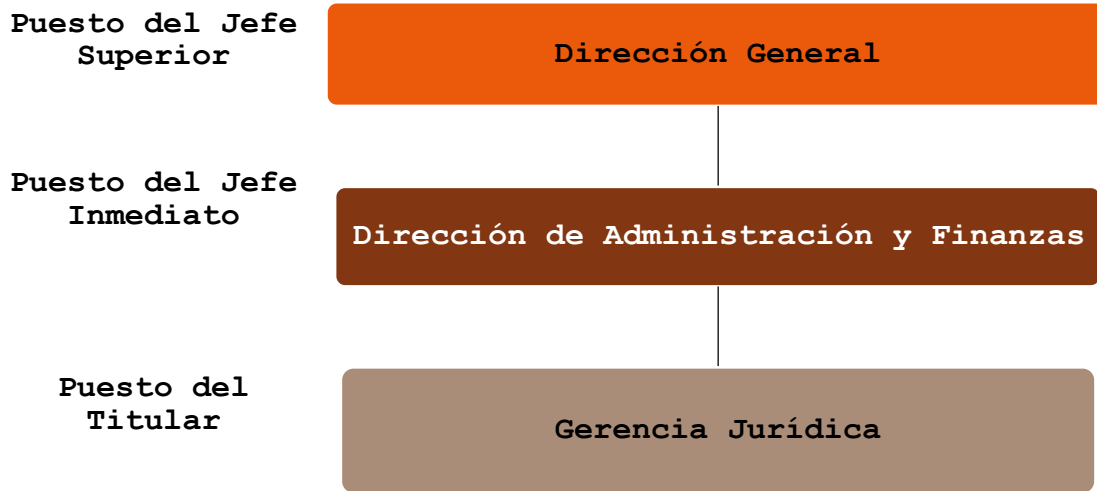 Puesto del Jefe
Superior
Dirección General
Puesto del Jefe
Inmediato
Dirección de Administración y Finanzas
Puesto del
Titular
Gerencia Jurídica